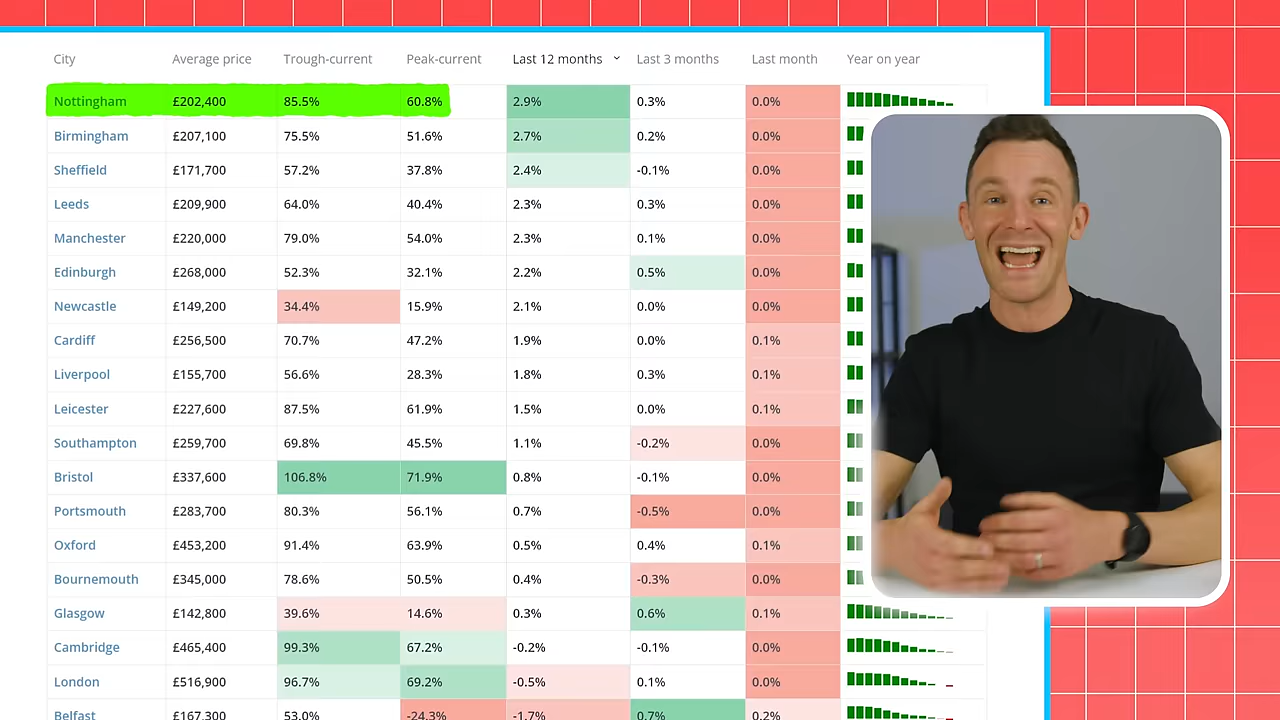 City Average price Trough-current Peak-current Last 12 months Last 3 months Last month Year on year
Nottingham £202,400 85.5% 60.8% 2.9% 0.3% 0.0%
Birmingham £207,100 75.5% 51.6% 2.7% 0.2% 0.0%
Sheffield £171,700 57.2% 37.8% 2.4% -0.1% 0.0%
Leeds £209,900 59.0% 40.4% 2.3% 0.3% 0.0%
Manchester £220,000 79.0% 54.0% 2.3% 0.1% 0.0%
Edinburgh £268,000 52.5% 32.1% 2.2% 0.5% 0.0%
Newcastle £149,200 34.4% 15.9% 2.1% 0.0% 0.0%
Cardiff £256,500 70.7% 47.2% 1.9% 0.0% 0.1%
Liverpool £155,700 56.6% 28.3% 1.8% 0.3% 0.1%
Leicester £227,600 87.5% 61.9% 1.5% 0.0% 0.1%
Southampton £259,700 69.8% 45.5% 1.1% -0.2% 0.0%
Bristol £337,600 106.8% 71.9% 0.8% -0.1% 0.0%
Portsmouth £283,700 80.3% 56.1% 0.7% -0.5% 0.0%
Oxford £453,200 91.4% 63.9% 0.5% 0.4% 0.1%
Bournemouth £345,000 78.6% 50.5% 0.4% -0.3% 0.0%
Glasgow £142,800 39.6% 14.6% 0.3% 0.6% 0.1%
Cambridge 99.3% 67.2% -0.2% -0.1% 0.0%
London £516,900 96.7% 69.2% -0.5% 0.1% 0.0%
Belfast £167,300 53.0% -24.3% -1.7% 0.7% 0.2%